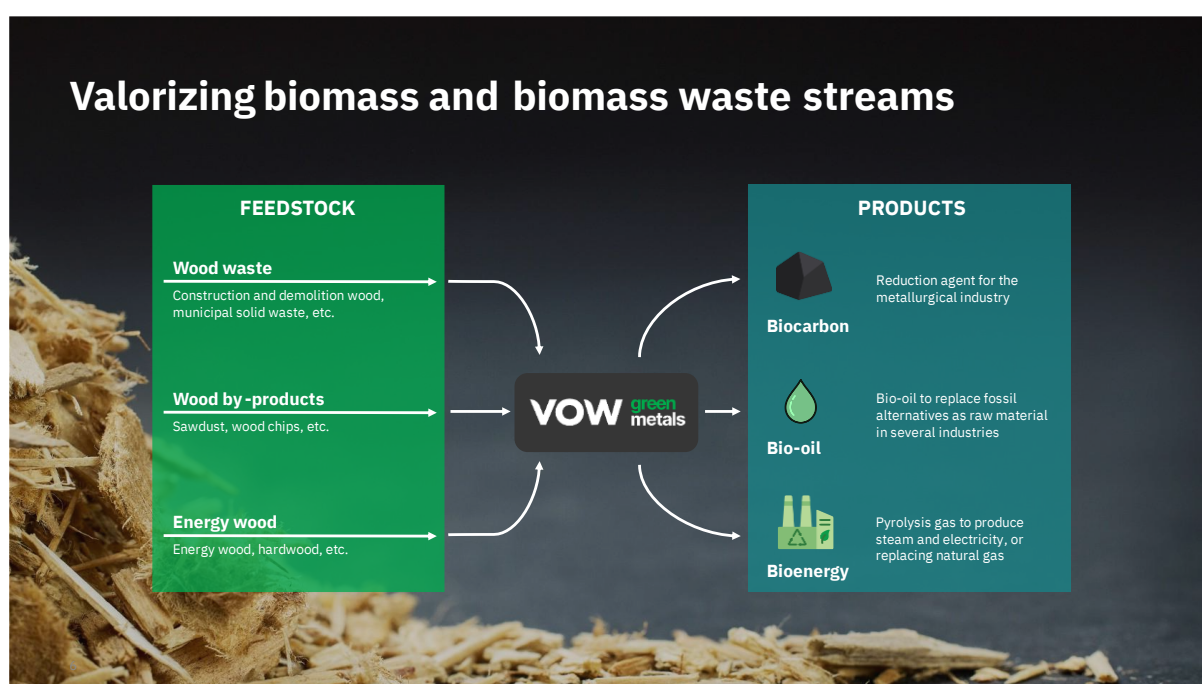 Valorizing biomass and biomass waste streams
FEEDSTOCK
Wood waste
Construction and demolition wood,
municipal solid waste, etc.
Wood by-products
Sawdust, wood chips, etc.
Energy wood
Energy wood, hardwood, etc.
VOW green
metals
PRODUCTS
Reduction agent for the
metallurgical industry
Biocarbon
Bio-oil to replace fossil
alternatives as raw material
in several industries
Bio-oil
Pyrolysis gas to produce
steam and electricity, or
replacing natural gas
Bioenergy